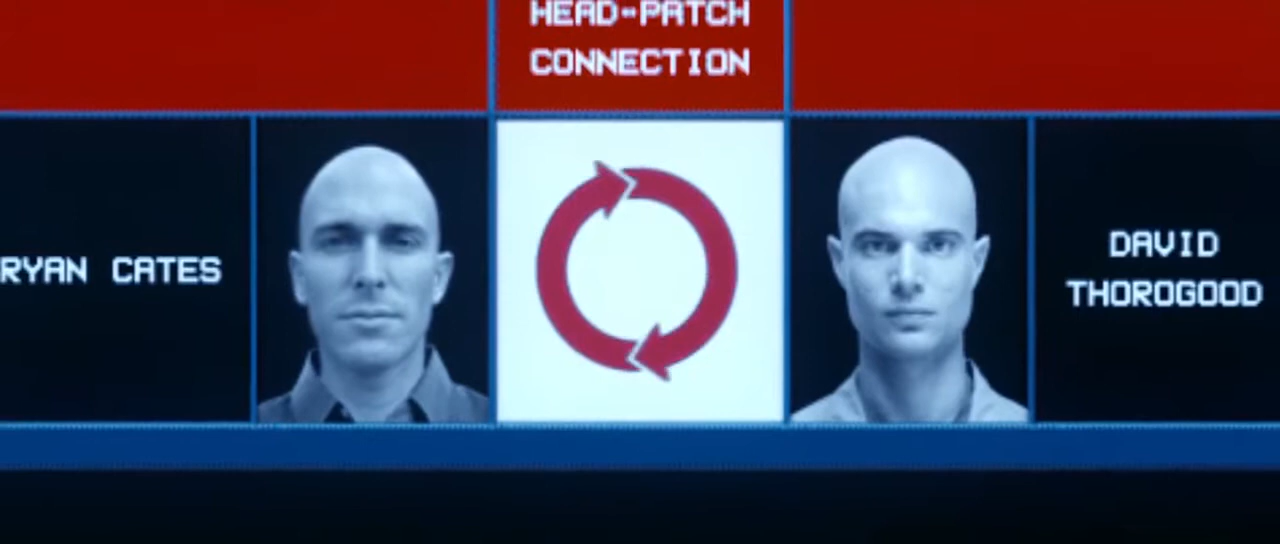 HEAD-PATCH
CONNECTION
RYAN CATES
DAVID
THOROGOOD